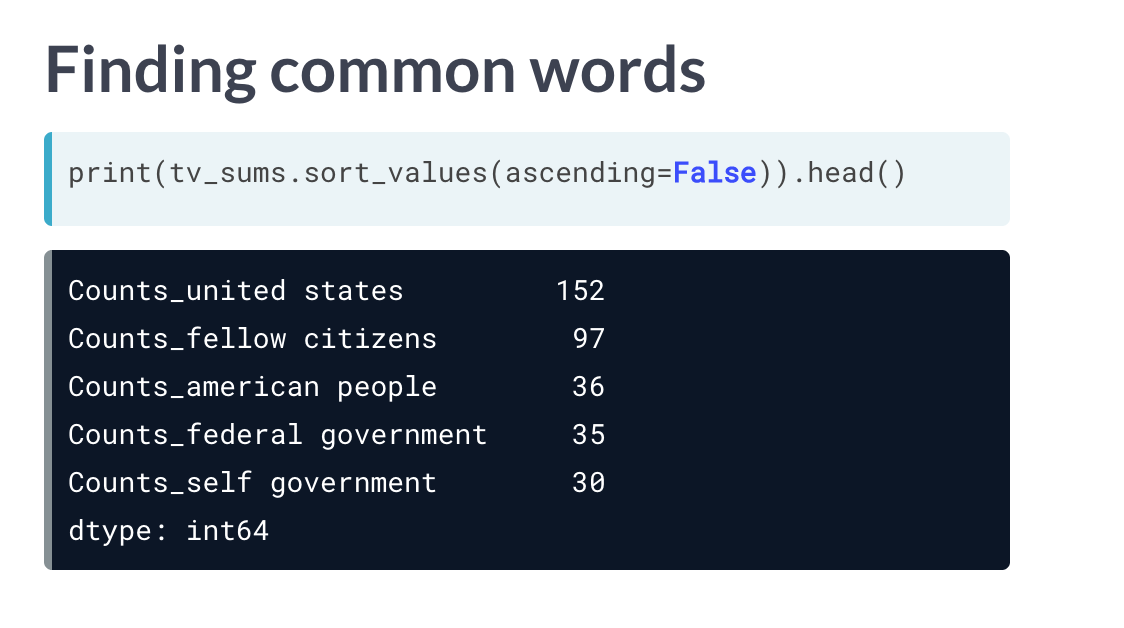 Finding common words
print(tv_sums.sort_values(ascending=False)).head()
Counts_united states         152
Counts_fellow citizens        97
Counts_american people        36
Counts_federal government     35
Counts_self government        30
dtype: int64